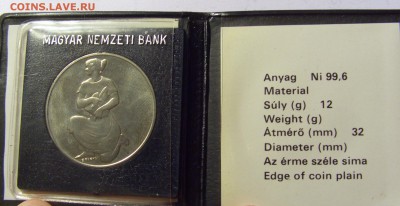 COINS.LAVE.RU
MAGYAR NEMZETI BANK
Anyag Ni 99,6
Material
Súly (g) 12
Weight (g)
Átmérő (mm) 32
Diameter (mm)
Az érme széle sima
Edge of coin plain